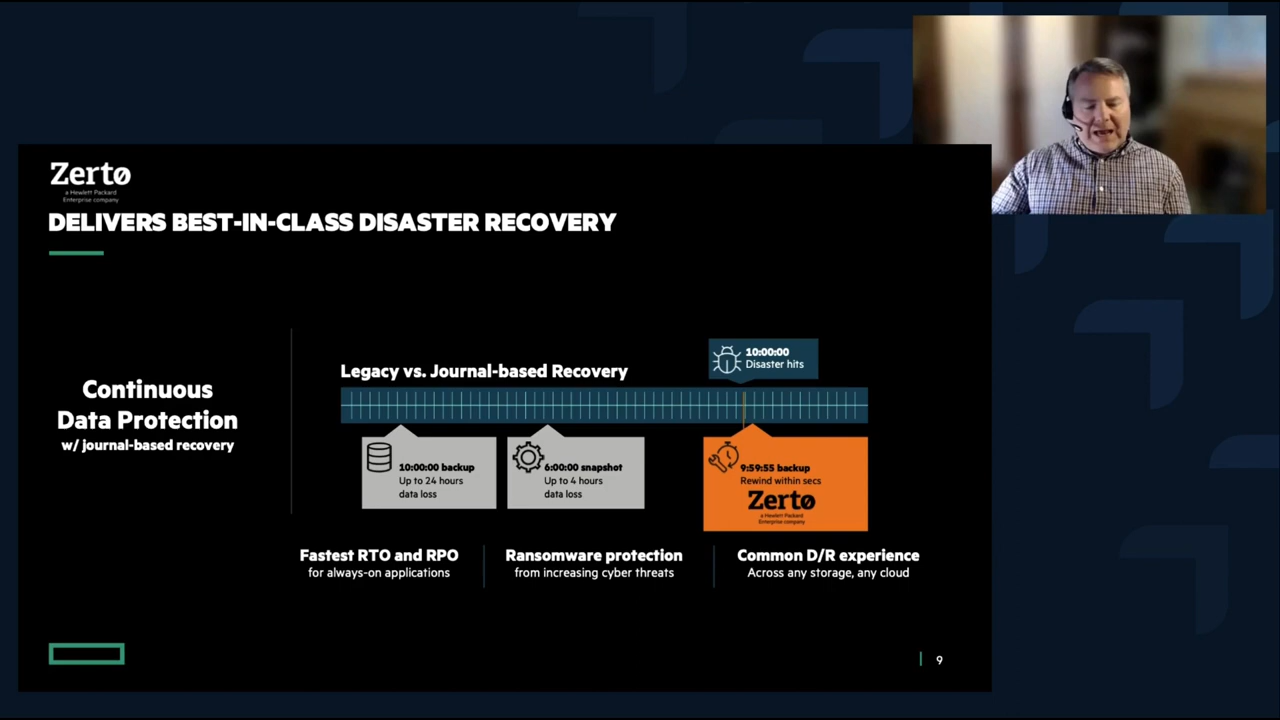 Zerto
a Hewlett Packard
Enterprise company
DELIVERS BEST-IN-CLASS DISASTER RECOVERY
Continuous
Data Protection
w/ journal-based recovery
Legacy vs. Journal-based Recovery
10:00:00
Disaster hits
10:00:00 backup
Up to 24 hours
data loss
6:00:00 snapshot
Up to 4 hours
data loss
9:59:55 backup
Rewind within secs
Zerto
a Hewlett Packard
Enterprise company
Fastest RTO and RPO
for always-on applications
Ransomware protection
from increasing cyber threats
Common D/R experience
Across any storage, any cloud
9